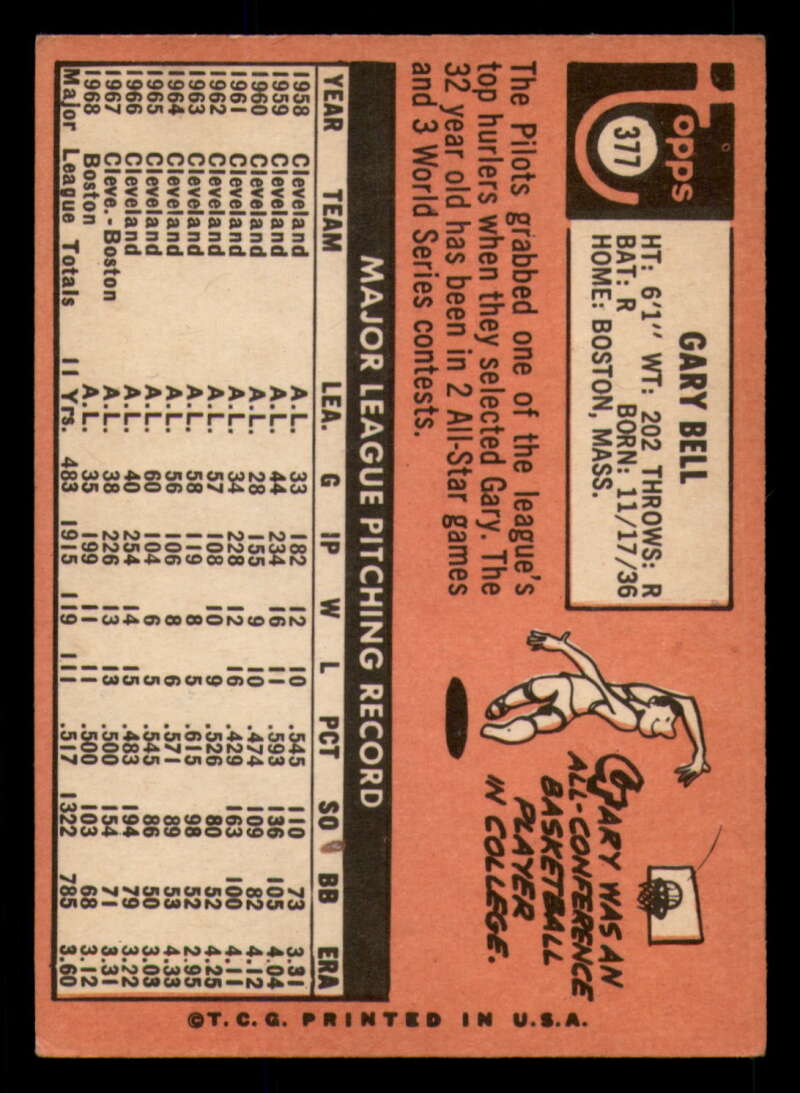 Topps
377
GARY BELL
HT: 6'1" WT: 202 THROWS: R
BAT: R BORN: 11/17/36
HOME: BOSTON, MASS.
The Pilots grabbed one of the league's
top hurlers when they selected Gary. The
32 year old has been in 2 All-Star games
and 3 World Series contests.
GARY WAS AN
ALL-CONFERENCE
BASKETBALL
PLAYER
IN COLLEGE.
MAJOR LEAGUE PITCHING RECORD
YEAR TEAM LEA. G IP W L PCT SO BB ERA
1958 Cleveland A.L. 33 182 12 10 .545 110 73 3.31
1959 Cleveland A.L. 44 234 16 11 .593 136 105 4.04
1960 Cleveland A.L. 28 155 9 10 .474 109 82 4.12
1961 Cleveland A.L. 34 228 12 16 .429 163 100 4.11
1962 Cleveland A.L. 57 108 10 9 .526 80 52 4.25
1963 Cleveland A.L. 58 119 8 5 .615 98 52 2.95
1964 Cleveland A.L. 56 106 8 6 .571 89 53 4.33
1965 Cleveland A.L. 60 104 6 5 .545 86 50 3.03
1966 Cleveland A.L. 40 254 14 15 .483 194 79 3.22
1967 Cleve.-Boston A.L. 38 226 13 13 .500 154 71 3.31
1968 Boston A.L. 35 199 11 11 .500 103 68 3.12
Major League Totals 11 Yrs. 483 1915 119 111 .517 1322 785 3.60
©T.C.G. PRINTED IN U.S.A.